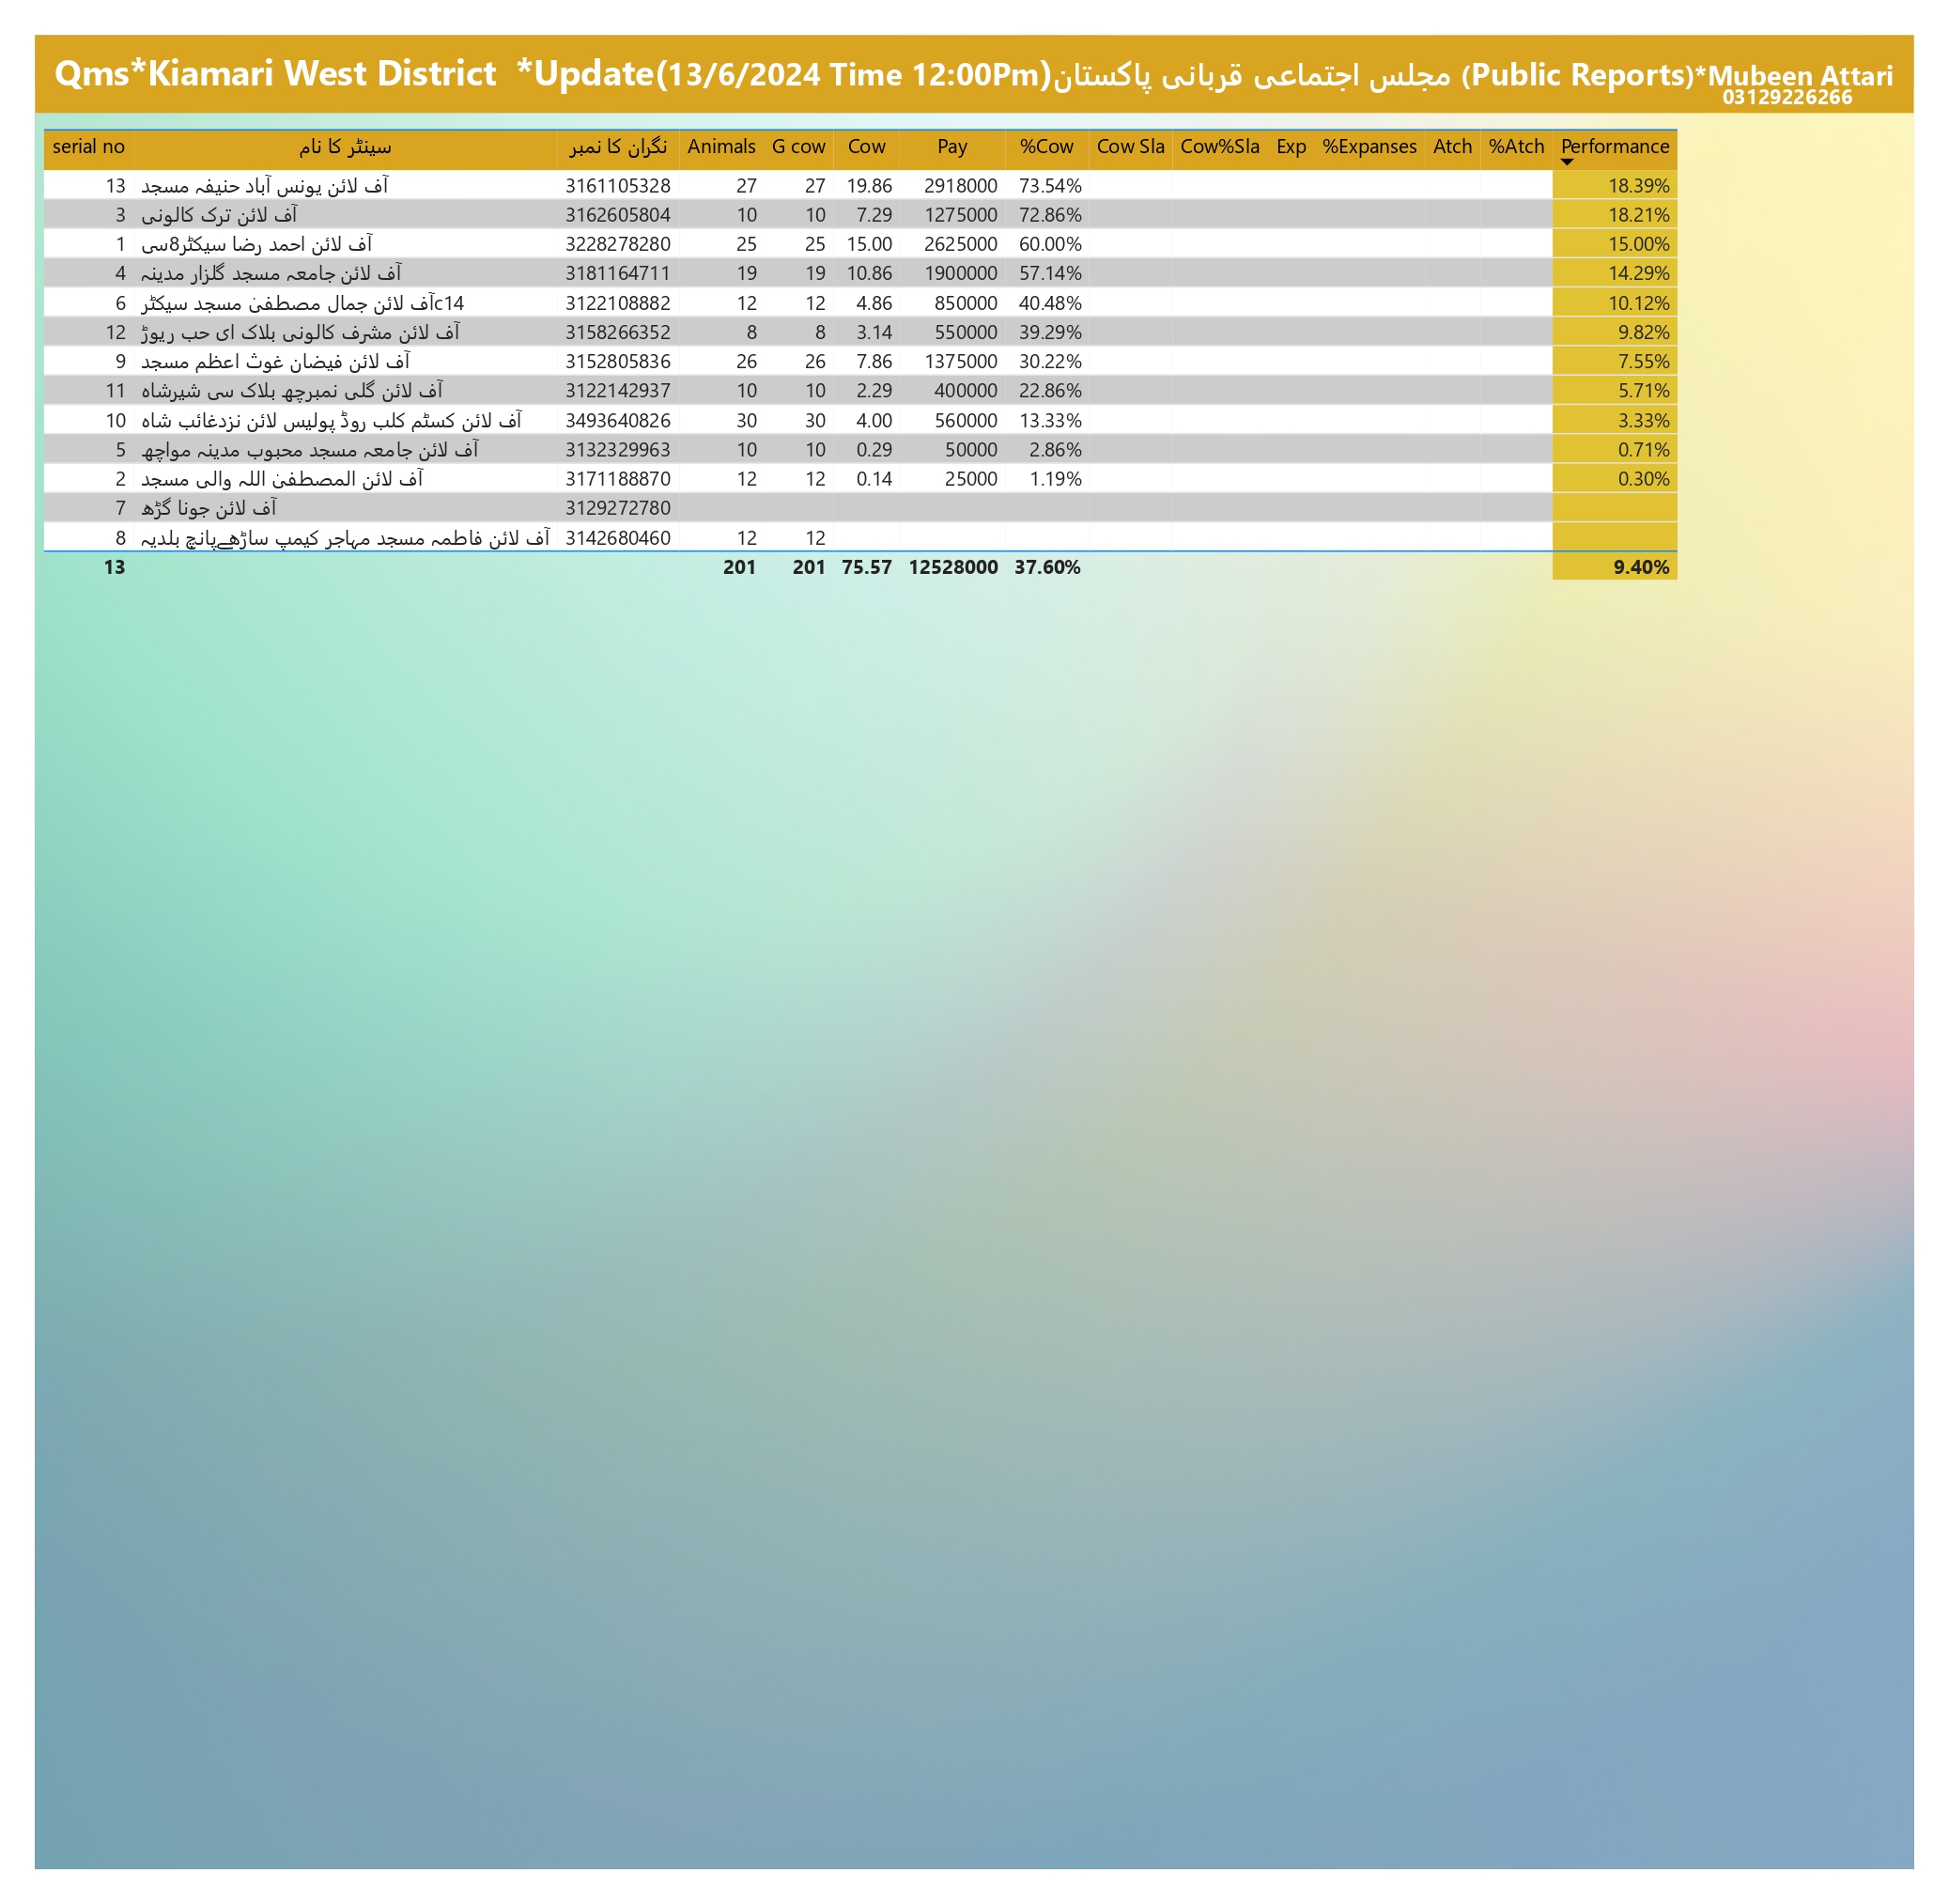 Qms*Kiamari West District *Update(13/6/2024 Time 12:00Pm)مجلس اجتماعی قربانی پاکستان (Public Reports)*Mubeen Attari
03129226266
serial no سینٹر کا نام نگران کا نمبر Animals G cow Cow Pay %Cow Cow Sla Cow%Sla Exp %Expanses Atch %Atch Performance
13 آف لائن یونس آباد حنیفہ مسجد 3161105328 27 27 19.86 2918000 73.54% 18.39%
3 آف لائن ترک کالونی 3162605804 10 10 7.29 1275000 72.86% 18.21%
1 آف لائن احمد رضا سیکٹر8سی 3228278280 25 25 15.00 2625000 60.00% 15.00%
4 آف لائن جامعہ مسجد گلزار مدینہ 3181164711 19 19 10.86 1900000 57.14% 14.29%
6 آف لائن جمال مصطفیٰ مسجد سیکٹرc14 3122108882 12 12 4.86 850000 40.48% 10.12%
12 آف لائن مشرف کالونی بلاک ای حب ریوڑ 3158266352 8 8 3.14 550000 39.29% 9.82%
9 آف لائن فیضان غوث اعظم مسجد 3152805836 26 26 7.86 1375000 30.22% 7.55%
11 آف لائن گلی نمبرچھ بلاک سی شیرشاہ 3122142937 10 10 2.29 400000 22.86% 5.71%
10 آف لائن کسٹم کلب روڈ پولیس لائن نزدغائب شاہ 3493640826 30 30 4.00 560000 13.33% 3.33%
5 آف لائن جامعہ مسجد محبوب مدینہ مواچھ 3132329963 10 10 0.29 50000 2.86% 0.71%
2 آف لائن المصطفیٰ اللہ والی مسجد 3171188870 12 12 0.14 25000 1.19% 0.30%
7 آف لائن جونا گڑھ 3129272780
8 آف لائن فاطمہ مسجد مہاجر کیمپ ساڑھےپانچ بلدیہ 3142680460 12 12
13 201 201 75.57 12528000 37.60% 9.40%